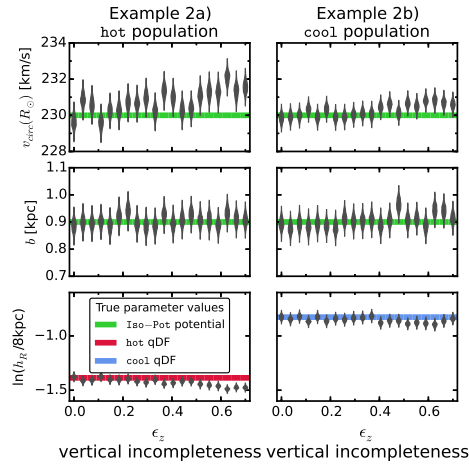 Example 2a)
hot population
Example 2b)
cool population
v_circ(R_⊙) [km/s]
234
232
230
228
b [kpc]
1.1
1.0
0.9
0.8
0.7
ln(h_R/8kpc)
−1.0
−1.5
True parameter values
Iso−Pot potential
hot qDF
cool qDF
0.0 0.2 0.4 0.6
0.0 0.2 0.4 0.6
ϵ_z
ϵ_z
vertical incompleteness
vertical incompleteness